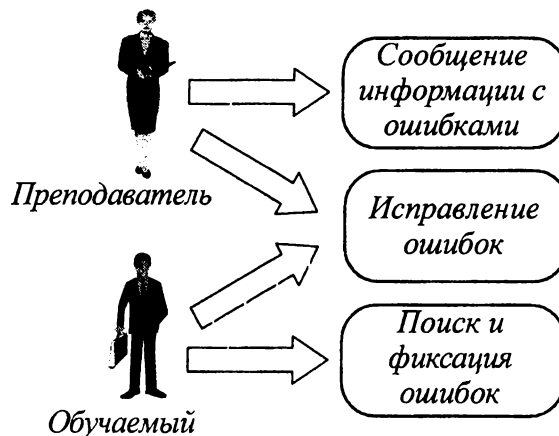 Сообщение
информации с
ошибками
Преподаватель
Исправление
ошибок
Поиск и
фиксация
ошибок
Обучаемый